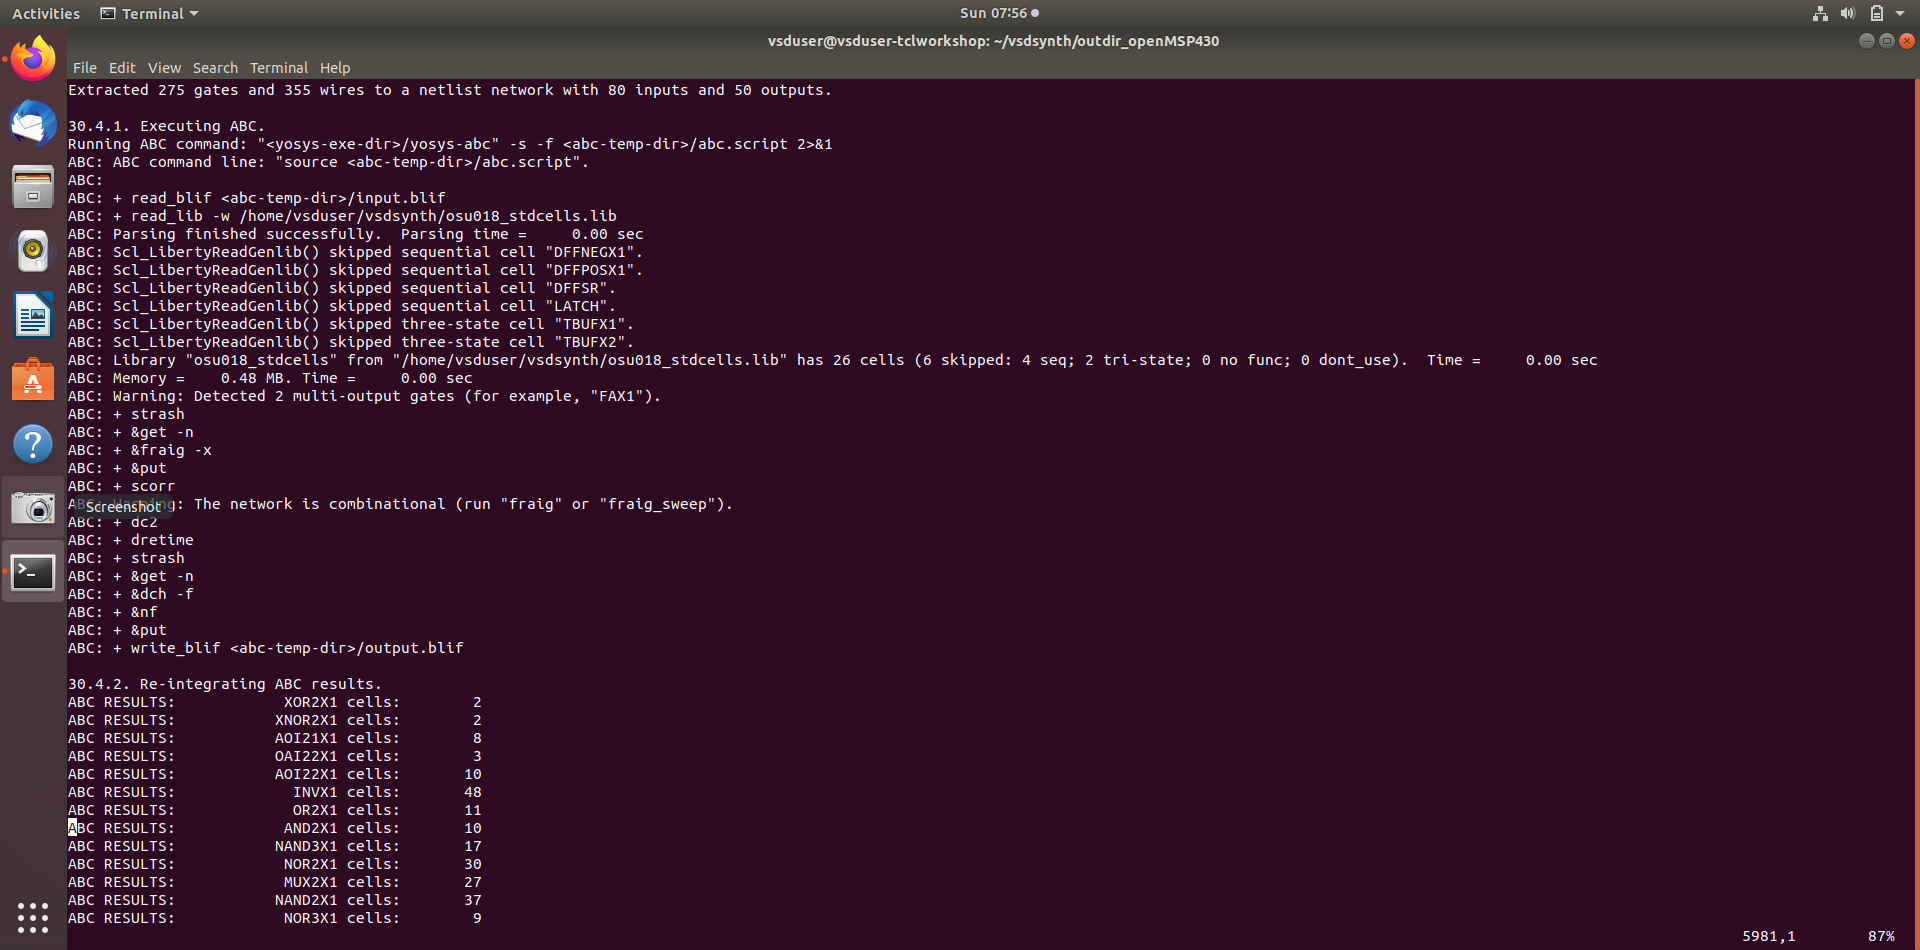 Activities Terminal Sun 07:56
vsduser@vsduser-tclworkshop: ~/vsdsynth/outdir_openMSP430
File Edit View Search Terminal Help
Extracted 275 gates and 355 wires to a netlist network with 80 inputs and 50 outputs.
30.4.1. Executing ABC.
Running ABC command: "<yosys-exe-dir>/yosys-abc" -s -f <abc-temp-dir>/abc.script 2>&1
ABC: ABC command line: "source <abc-temp-dir>/abc.script".
ABC:
ABC: + read_blif <abc-temp-dir>/input.blif
ABC: + read_lib -w /home/vsduser/vsdsynth/osu018_stdcells.lib
ABC: Parsing finished successfully.  Parsing time =     0.00 sec
ABC: Scl_LibertyReadGenlib() skipped sequential cell "DFFNEGX1".
ABC: Scl_LibertyReadGenlib() skipped sequential cell "DFFPOSX1".
ABC: Scl_LibertyReadGenlib() skipped sequential cell "DFFSR".
ABC: Scl_LibertyReadGenlib() skipped sequential cell "LATCH".
ABC: Scl_LibertyReadGenlib() skipped three-state cell "TBUFX1".
ABC: Scl_LibertyReadGenlib() skipped three-state cell "TBUFX2".
ABC: Library "osu018_stdcells" from "/home/vsduser/vsdsynth/osu018_stdcells.lib" has 26 cells (6 skipped: 4 seq; 2 tri-state; 0 no func; 0 dont_use).  Time =     0.00 sec
ABC: Memory =    0.48 MB. Time =     0.00 sec
ABC: Warning: Detected 2 multi-output gates (for example, "FAX1").
ABC: + strash
ABC: + &get -n
ABC: + &fraig -x
ABC: + &put
ABC: + scorr
ABC: Warning: The network is combinational (run "fraig" or "fraig_sweep").
Screenshot
ABC: + dc2
ABC: + dretime
ABC: + strash
ABC: + &get -n
ABC: + &dch -f
ABC: + &nf
ABC: + &put
ABC: + write_blif <abc-temp-dir>/output.blif
30.4.2. Re-integrating ABC results.
ABC RESULTS:            XOR2X1 cells:        2
ABC RESULTS:           XNOR2X1 cells:        2
ABC RESULTS:           AOI21X1 cells:        8
ABC RESULTS:           OAI22X1 cells:        3
ABC RESULTS:           AOI22X1 cells:       10
ABC RESULTS:             INVX1 cells:       48
ABC RESULTS:             OR2X1 cells:       11
ABC RESULTS:            AND2X1 cells:       10
ABC RESULTS:           NAND3X1 cells:       17
ABC RESULTS:            NOR2X1 cells:       30
ABC RESULTS:            MUX2X1 cells:       27
ABC RESULTS:           NAND2X1 cells:       37
ABC RESULTS:            NOR3X1 cells:        9
5981,1 87%